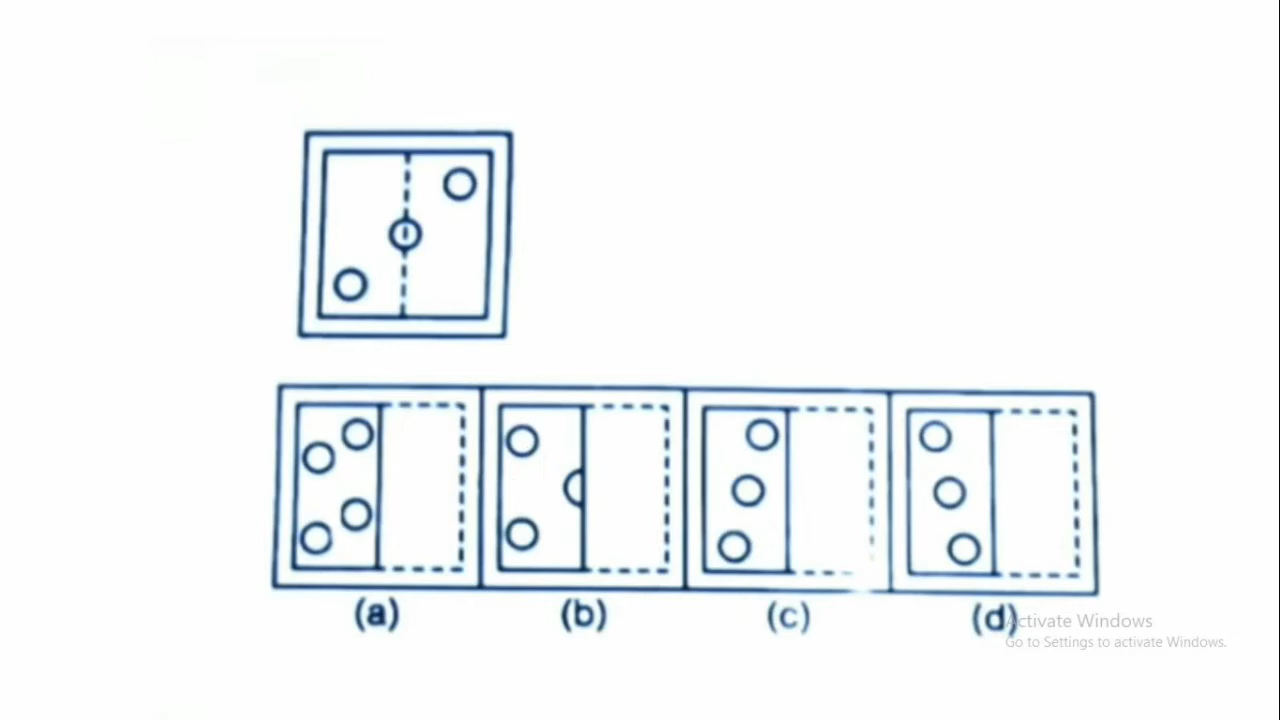 (a) (b) (c) (d)
Activate Windows
Go to Settings to activate Windows.